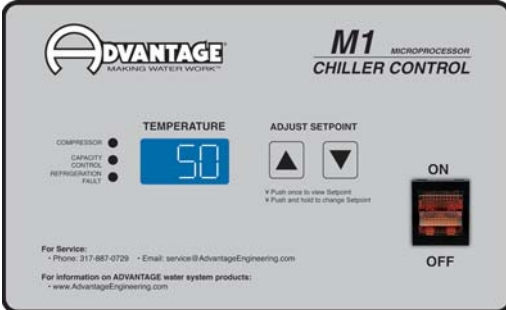 ADVANTAGE
MAKING WATER WORK™
M1 MICROPROCESSOR
CHILLER CONTROL
TEMPERATURE
ADJUST SETPOINT
COMPRESSOR
CAPACITY
CONTROL
REFRIGERATION
FAULT
50
¥ Push once to view Setpoint
¥ Push and hold to change Setpoint
ON
OFF
For Service:
• Phone: 317-887-0729 • Email: service@AdvantageEngineering.com
For information on ADVANTAGE water system products:
• www.AdvantageEngineering.com